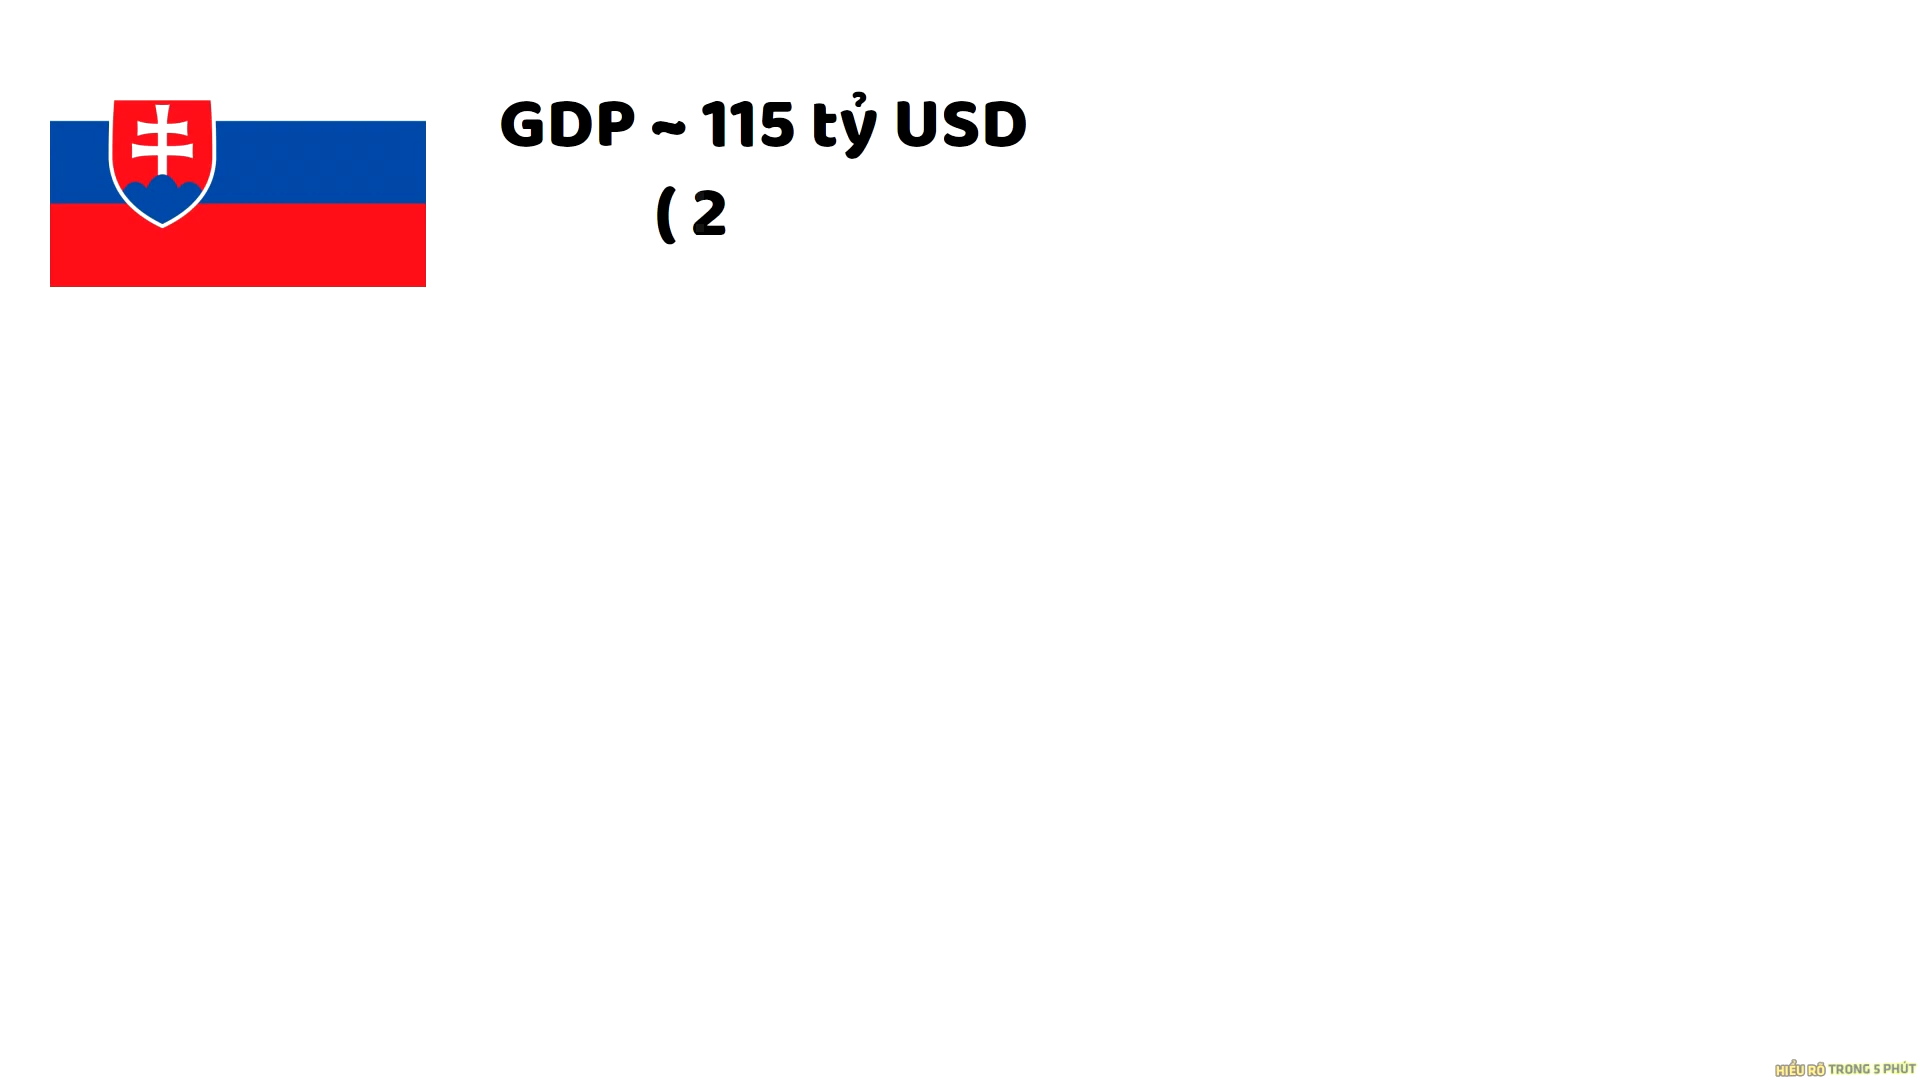 GDP ~ 115 tỷ USD
( 2
HIỂU RÕ TRONG 5 PHÚT